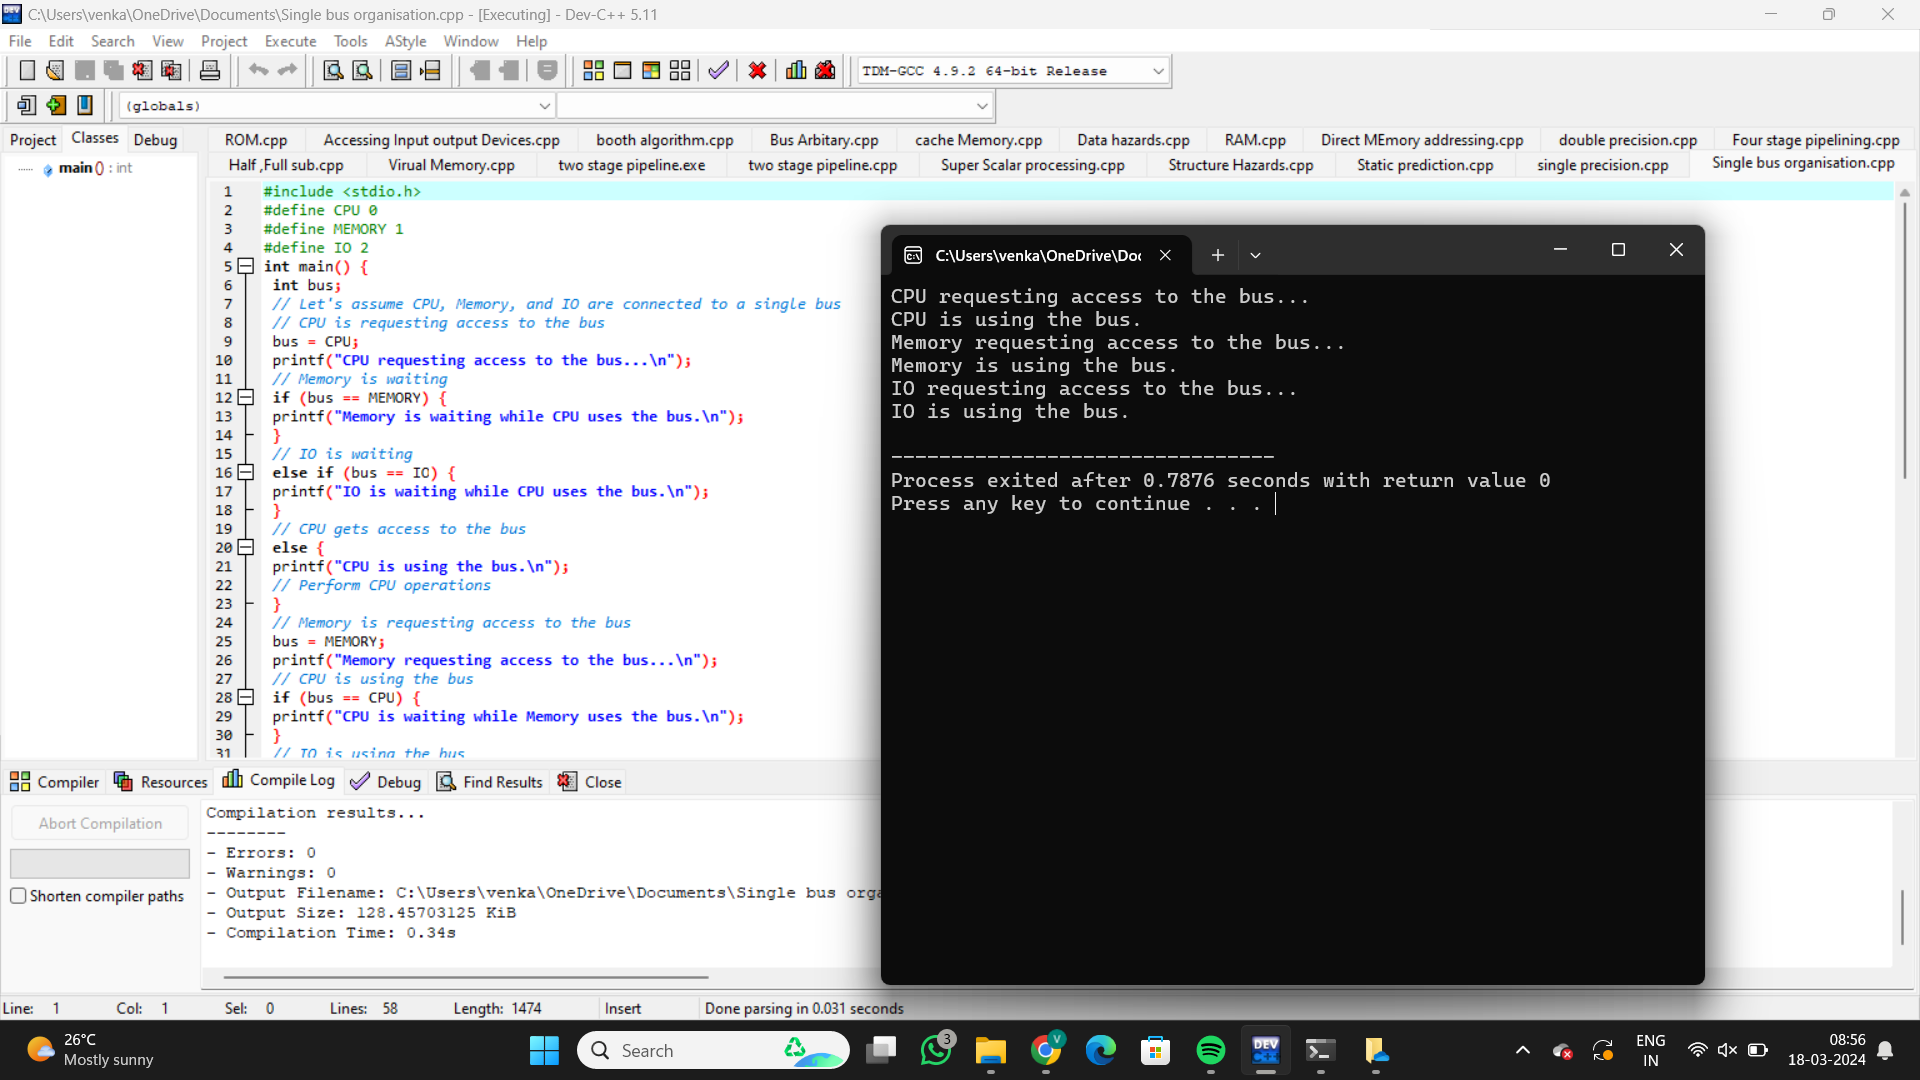 C:\Users\venka\OneDrive\Documents\Single bus organisation.cpp - [Executing] - Dev-C++ 5.11
File Edit Search View Project Execute Tools AStyle Window Help
TDM-GCC 4.9.2 64-bit Release
(globals)
Project Classes Debug
ROM.cpp Accessing Input output Devices.cpp booth algorithm.cpp Bus Arbitary.cpp cache Memory.cpp Data hazards.cpp RAM.cpp Direct MEmory addressing.cpp double precision.cpp Four stage pipelining.cpp
Half ,Full sub.cpp Virual Memory.cpp two stage pipeline.exe two stage pipeline.cpp Super Scalar processing.cpp Structure Hazards.cpp Static prediction.cpp single precision.cpp Single bus organisation.cpp
main () : int
1 #include <stdio.h>
2 #define CPU 0
3 #define MEMORY 1
4 #define IO 2
5 int main() {
6 int bus;
7 // Let's assume CPU, Memory, and IO are connected to a single bus
8 // CPU is requesting access to the bus
9 bus = CPU;
10 printf("CPU requesting access to the bus...\n");
11 // Memory is waiting
12 if (bus == MEMORY) {
13 printf("Memory is waiting while CPU uses the bus.\n");
14 }
15 // IO is waiting
16 else if (bus == IO) {
17 printf("IO is waiting while CPU uses the bus.\n");
18 }
19 // CPU gets access to the bus
20 else {
21 printf("CPU is using the bus.\n");
22 // Perform CPU operations
23 }
24 // Memory is requesting access to the bus
25 bus = MEMORY;
26 printf("Memory requesting access to the bus...\n");
27 // CPU is using the bus
28 if (bus == CPU) {
29 printf("CPU is waiting while Memory uses the bus.\n");
30 }
31 // IO is using the bus
C:\Users\venka\OneDrive\Doc
CPU requesting access to the bus...
CPU is using the bus.
Memory requesting access to the bus...
Memory is using the bus.
IO requesting access to the bus...
IO is using the bus.
--------------------------------
Process exited after 0.7876 seconds with return value 0
Press any key to continue . . .
Compiler Resources Compile Log Debug Find Results Close
Abort Compilation
Shorten compiler paths
Compilation results...
--------
- Errors: 0
- Warnings: 0
- Output Filename: C:\Users\venka\OneDrive\Documents\Single bus orga
- Output Size: 128.45703125 KiB
- Compilation Time: 0.34s
Line: 1 Col: 1 Sel: 0 Lines: 58 Length: 1474 Insert Done parsing in 0.031 seconds
26°C
Mostly sunny
Search
3
V
DEV
C++
ENG
IN
08:56
18-03-2024